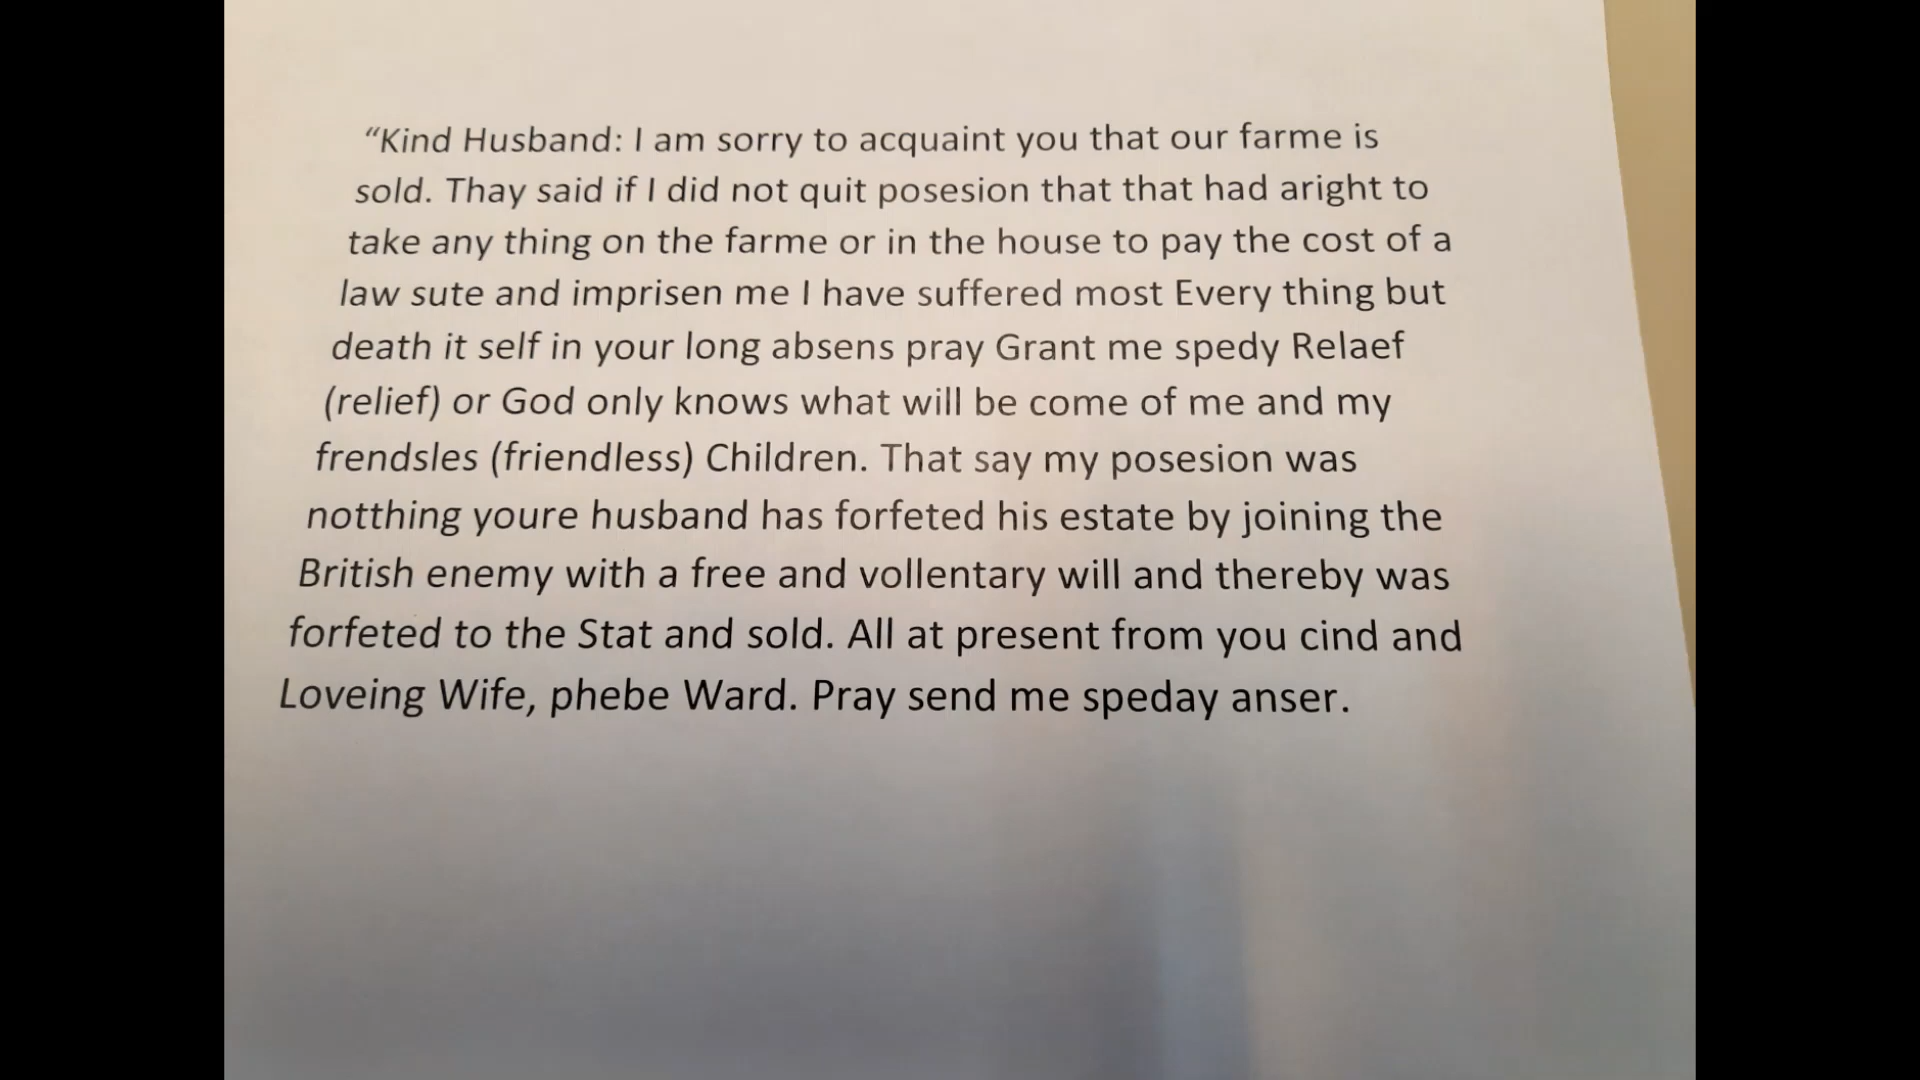 “Kind Husband: I am sorry to acquaint you that our farme is
sold. Thay said if I did not quit posesion that that had aright to
take any thing on the farme or in the house to pay the cost of a
law sute and imprisen me I have suffered most Every thing but
death it self in your long absens pray Grant me spedy Relaef
(relief) or God only knows what will be come of me and my
frendsles (friendless) Children. That say my posesion was
notthing youre husband has forfeted his estate by joining the
British enemy with a free and vollentary will and thereby was
forfeted to the Stat and sold. All at present from you cind and
Loveing Wife, phebe Ward. Pray send me speday anser.